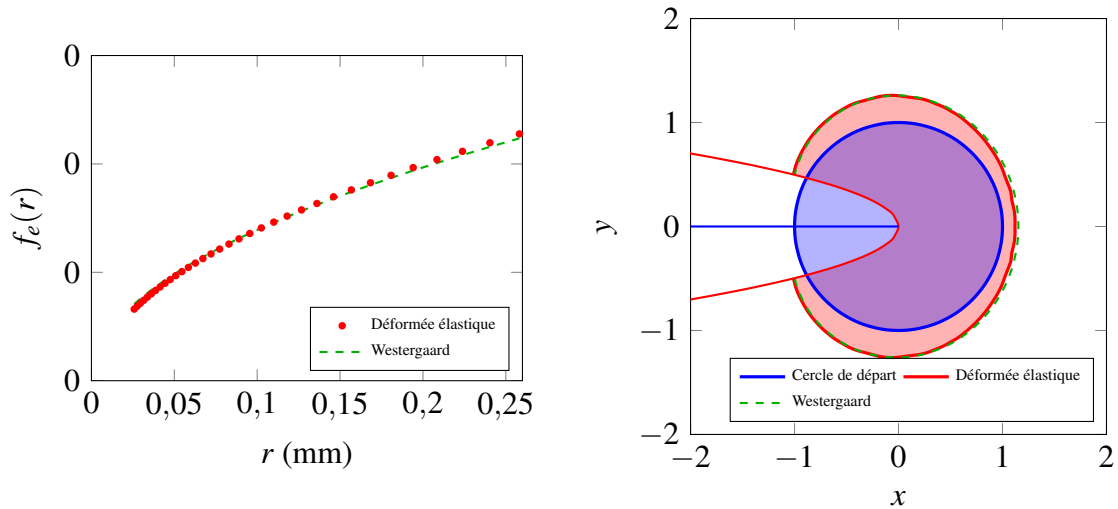 0
0
0
0
0
0,05
0,1
0,15
0,2
0,25
r (mm)
f_e(r)
Déformée élastique
Westergaard
2
1
0
−1
−2
−2
−1
0
1
2
x
y
Cercle de départ
Déformée élastique
Westergaard